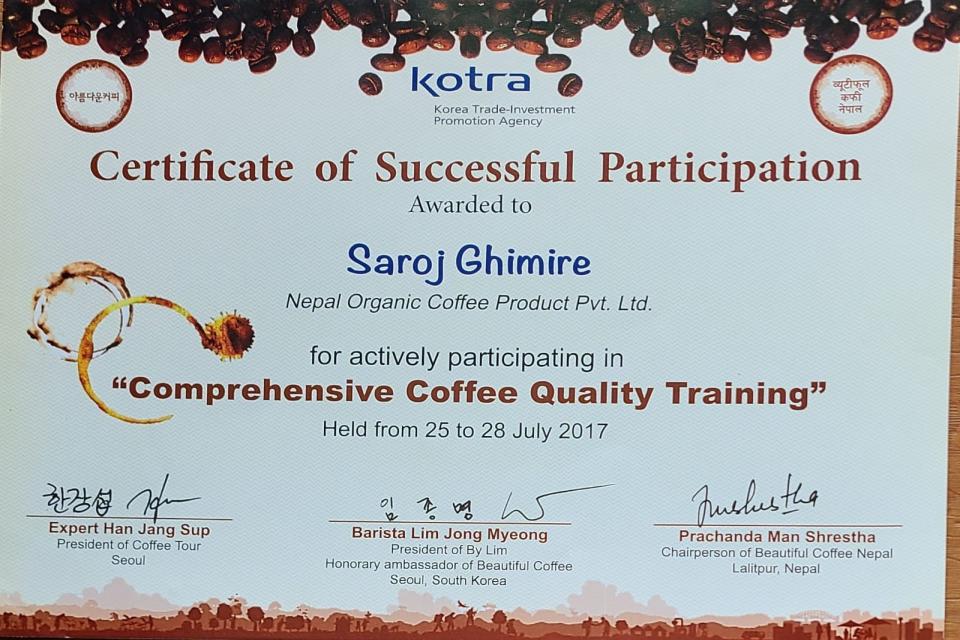 kotra
Korea Trade-Investment
Promotion Agency
아름다운커피
ब्यूटीफूल
कफी
नेपाल
Certificate of Successful Participation
Awarded to
Saroj Ghimire
Nepal Organic Coffee Product Pvt. Ltd.
for actively participating in
“Comprehensive Coffee Quality Training”
Held from 25 to 28 July 2017
한장섭
Expert Han Jang Sup
President of Coffee Tour
Seoul
임종명
Barista Lim Jong Myeong
President of By Lim
Honorary ambassador of Beautiful Coffee
Seoul, South Korea
Prachanda Man Shrestha
Chairperson of Beautiful Coffee Nepal
Lalitpur, Nepal